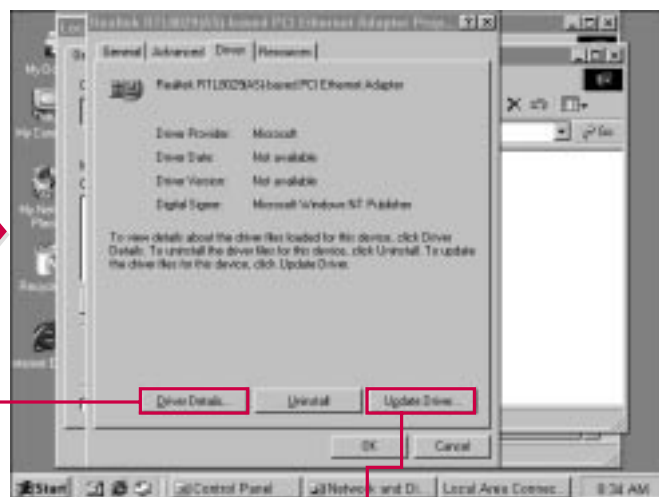 Realtek RTL8029(AS)-based PCI Ethernet Adapter Prop...
General Advanced Driver Resources
Realtek RTL8029(AS)-based PCI Ethernet Adapter
Driver Provider: Microsoft
Driver Date: Not available
Driver Version: Not available
Digital Signer: Microsoft Windows NT Publisher
To view details about the driver files loaded for this device, click Driver
Details. To uninstall the driver files for this device, click Uninstall. To update
the driver files for this device, click Update Driver.
Driver Details... Uninstall Update Driver...
OK Cancel
Go
Start Control Panel Network and Di... Local Area Connec... 8:34 AM